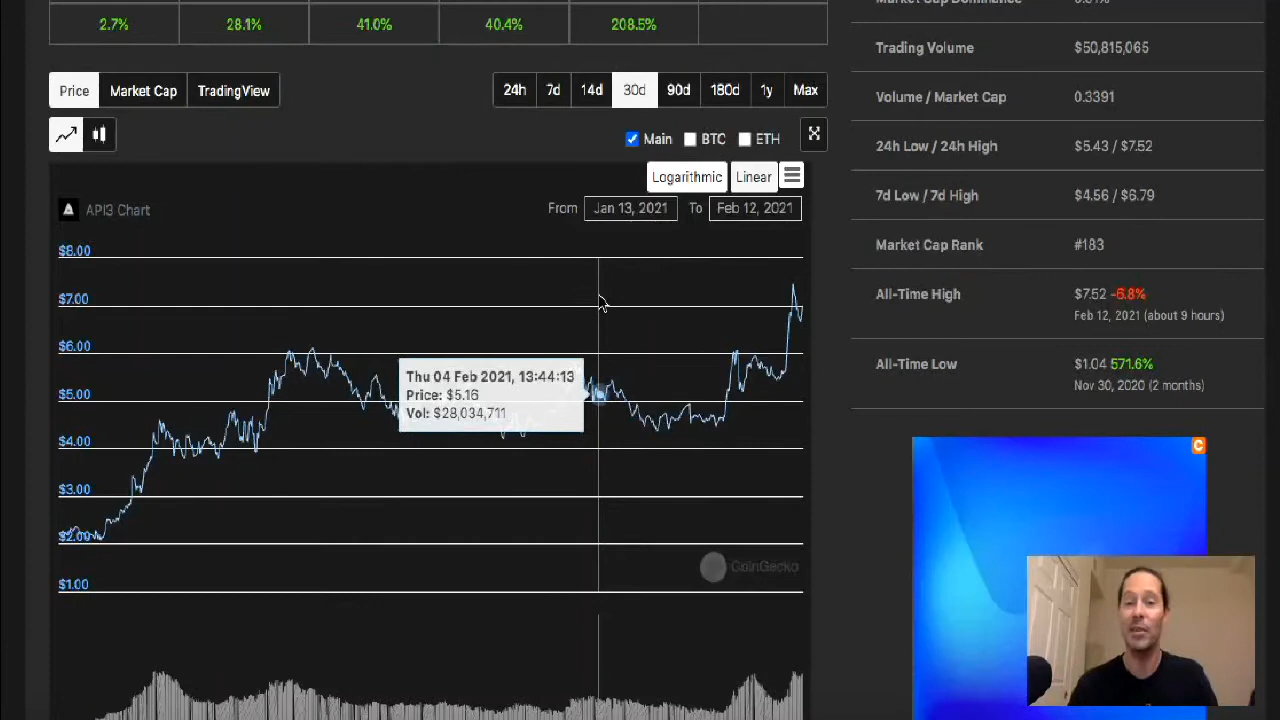 2.7% 28.1% 41.0% 40.4% 208.5%
Price Market Cap TradingView
24h 7d 14d 30d 90d 180d 1y Max
Main BTC ETH
Logarithmic Linear
API3 Chart
From Jan 13, 2021 To Feb 12, 2021
$8.00
$7.00
$6.00
$5.00
$4.00
$3.00
$2.00
$1.00
Thu 04 Feb 2021, 13:44:13
Price: $5.16
Vol: $28,034,711
CoinGecko
Trading Volume $50,815,065
Volume / Market Cap 0.3391
24h Low / 24h High $5.43 / $7.52
7d Low / 7d High $4.56 / $6.79
Market Cap Rank #183
All-Time High $7.52 -6.8%
Feb 12, 2021 (about 9 hours)
All-Time Low $1.04 571.6%
Nov 30, 2020 (2 months)
C